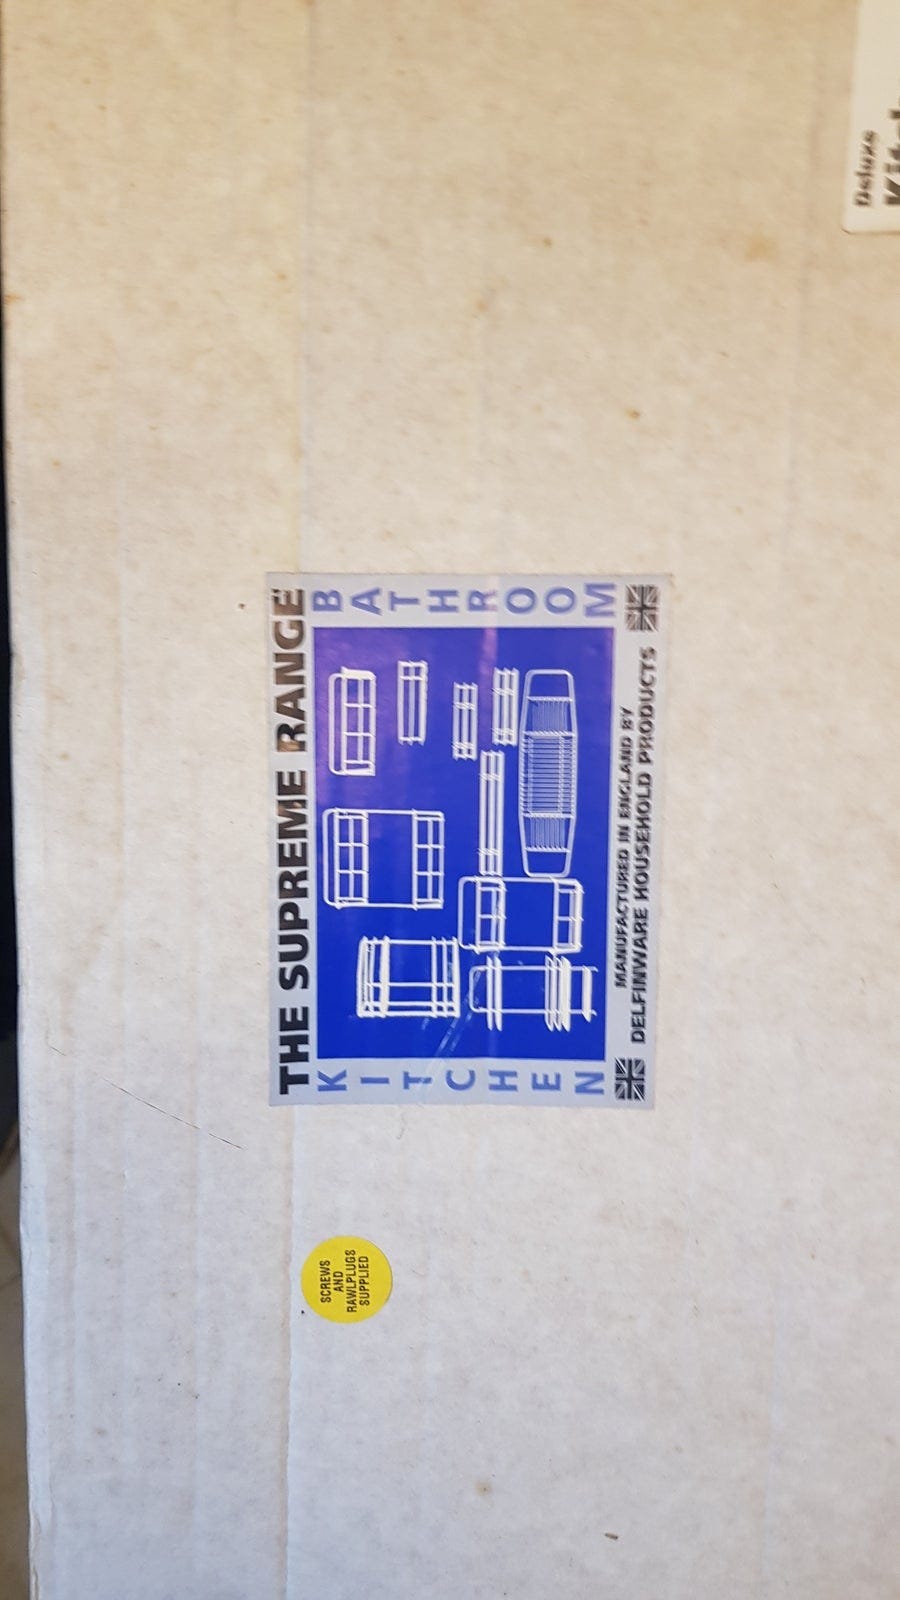 THE SUPREME RANGE
KITCHEN
BATHROOM
MANUFACTURED IN ENGLAND BY
DELFINWARE HOUSEHOLD PRODUCTS
SCREWS
AND
RAWLPLUGS
SUPPLIED
Deluxe